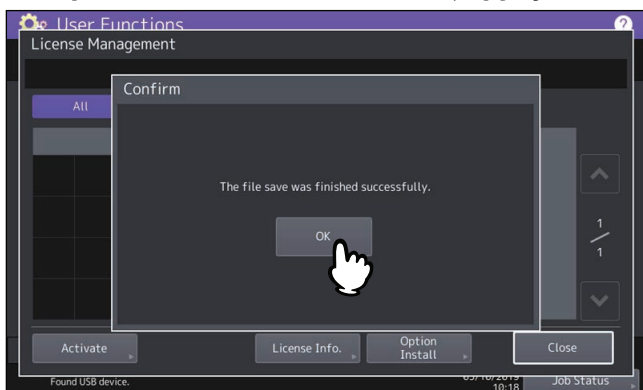 User Functions
?
License Management
Confirm
All
The file save was finished successfully.
OK
1
1
Activate
License Info.
Option
Install
Close
Found USB device.
10:18
Job Status